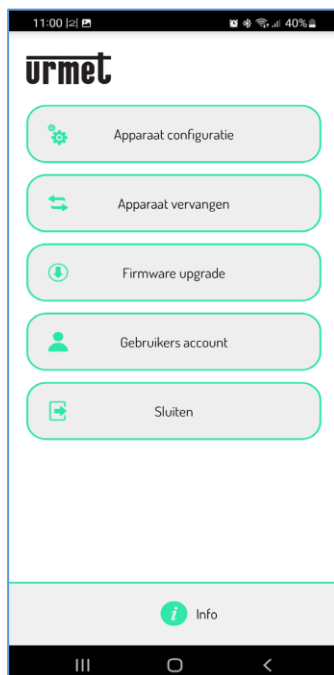 11:00 40%
urmet
Apparaat configuratie
Apparaat vervangen
Firmware upgrade
Gebruikers account
Sluiten
i Info